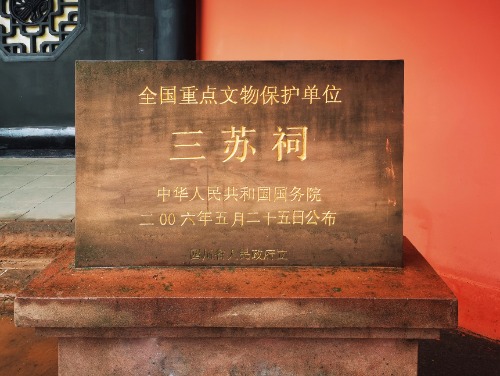 全国重点文物保护单位
三苏祠
中华人民共和国国务院
二00六年五月二十五日公布
四川省人民政府立